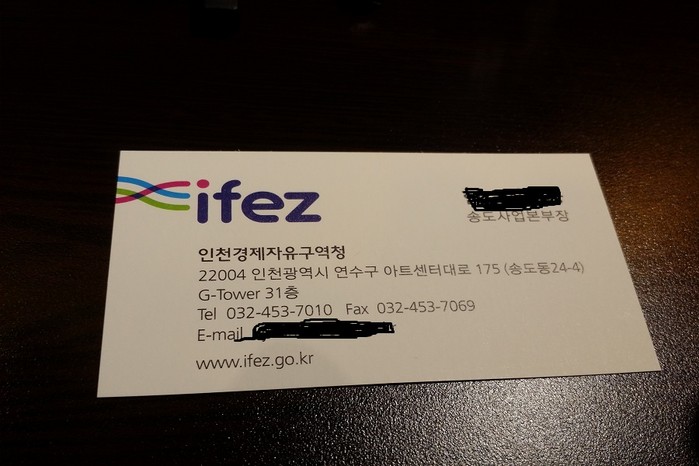 ifez
송도사업본부장
인천경제자유구역청
22004 인천광역시 연수구 아트센터대로 175 (송도동24-4)
G-Tower 31층
Tel 032-453-7010 Fax 032-453-7069
E-mail
www.ifez.go.kr